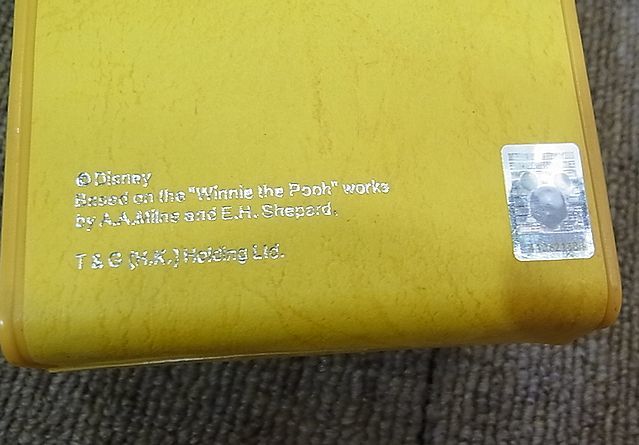 © Disney
Based on the "Winnie the Pooh" works
by A.A.Milne and E.H. Shepard.
T & G (H.K.) Holding Ltd.